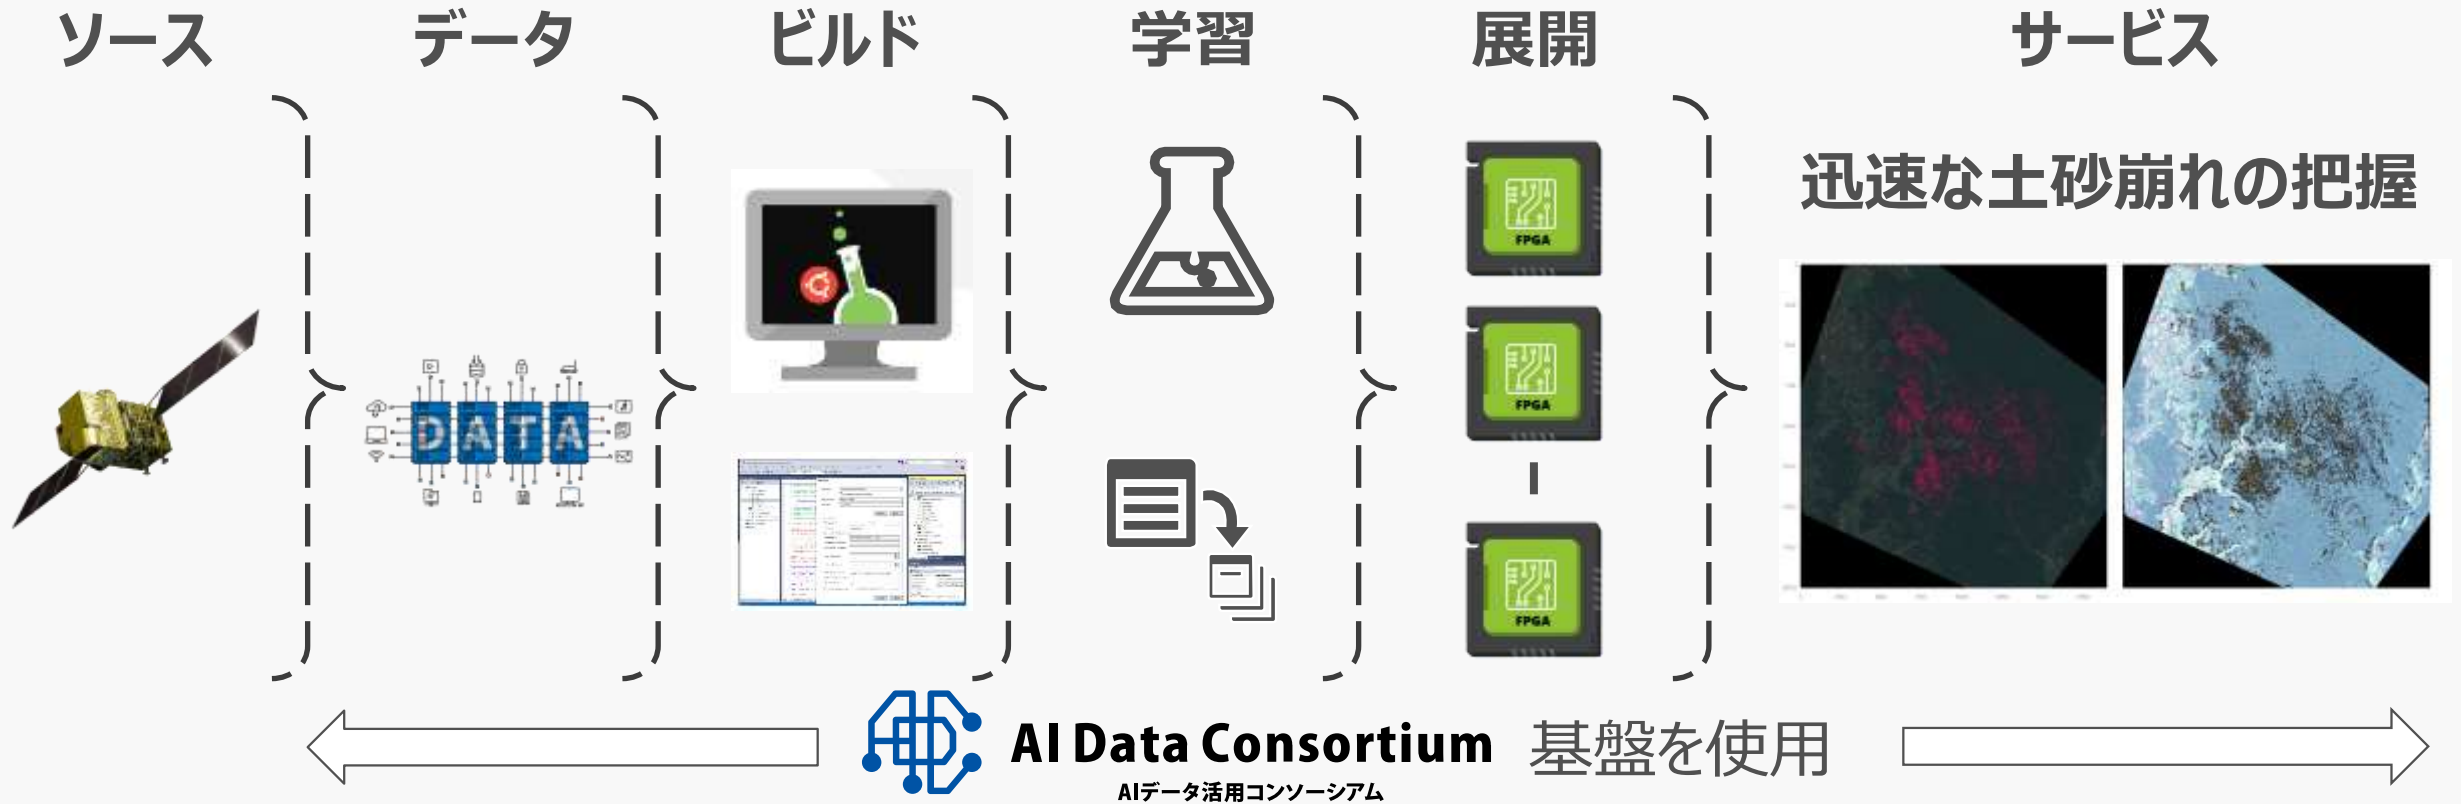 ソース
データ
ビルド
学習
展開
サービス
迅速な土砂崩れの把握
DATA
FPGA
FPGA
FPGA
AI Data Consortium
AIデータ活用コンソーシアム
基盤を使用